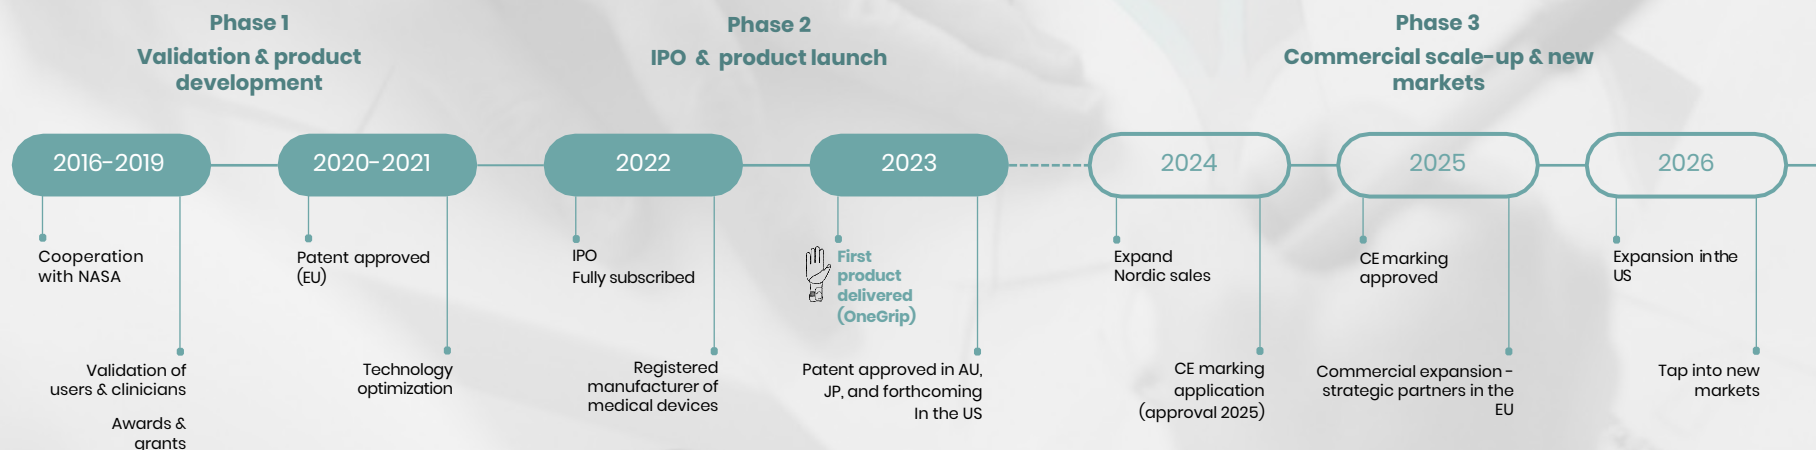 Phase 1
Validation & product
development
Phase 2
IPO & product launch
Phase 3
Commercial scale-up & new
markets
2016-2019
2020-2021
2022
2023
2024
2025
2026
Cooperation
with NASA
Validation of
users & clinicians
Awards &
grants
Patent approved
(EU)
Technology
optimization
IPO
Fully subscribed
Registered
manufacturer of
medical devices
First
product
delivered
(OneGrip)
Patent approved in AU,
JP, and forthcoming
In the US
Expand
Nordic sales
CE marking
application
(approval 2025)
CE marking
approved
Commercial expansion -
strategic partners in the
EU
Expansion in the
US
Tap into new
markets